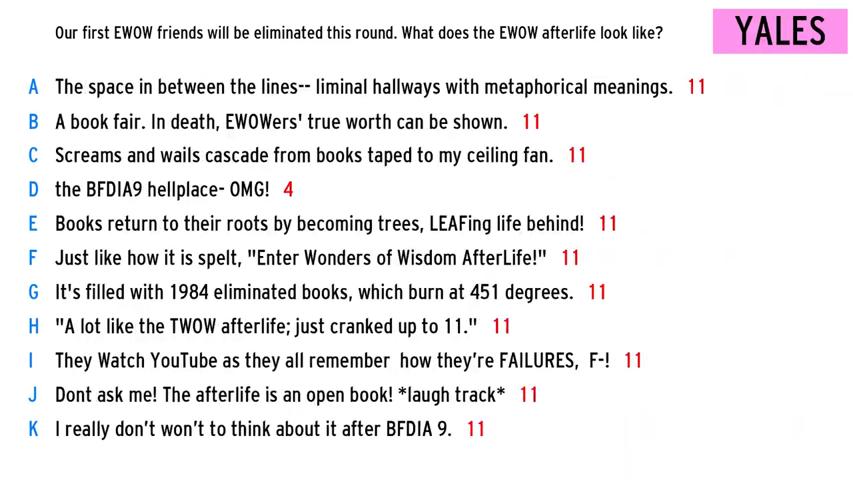 Our first EWOW friends will be eliminated this round. What does the EWOW afterlife look like?
YALES
A The space in between the lines-- liminal hallways with metaphorical meanings. 11
B A book fair. In death, EWOWers' true worth can be shown. 11
C Screams and wails cascade from books taped to my ceiling fan. 11
D the BFDIA9 hellplace- OMG! 4
E Books return to their roots by becoming trees, LEAFing life behind! 11
F Just like how it is spelt, "Enter Wonders of Wisdom AfterLife!" 11
G It's filled with 1984 eliminated books, which burn at 451 degrees. 11
H "A lot like the TWOW afterlife; just cranked up to 11." 11
I They Watch YouTube as they all remember  how they’re FAILURES,  F-! 11
J Dont ask me! The afterlife is an open book! *laugh track* 11
K I really don’t won’t to think about it after BFDIA 9. 11